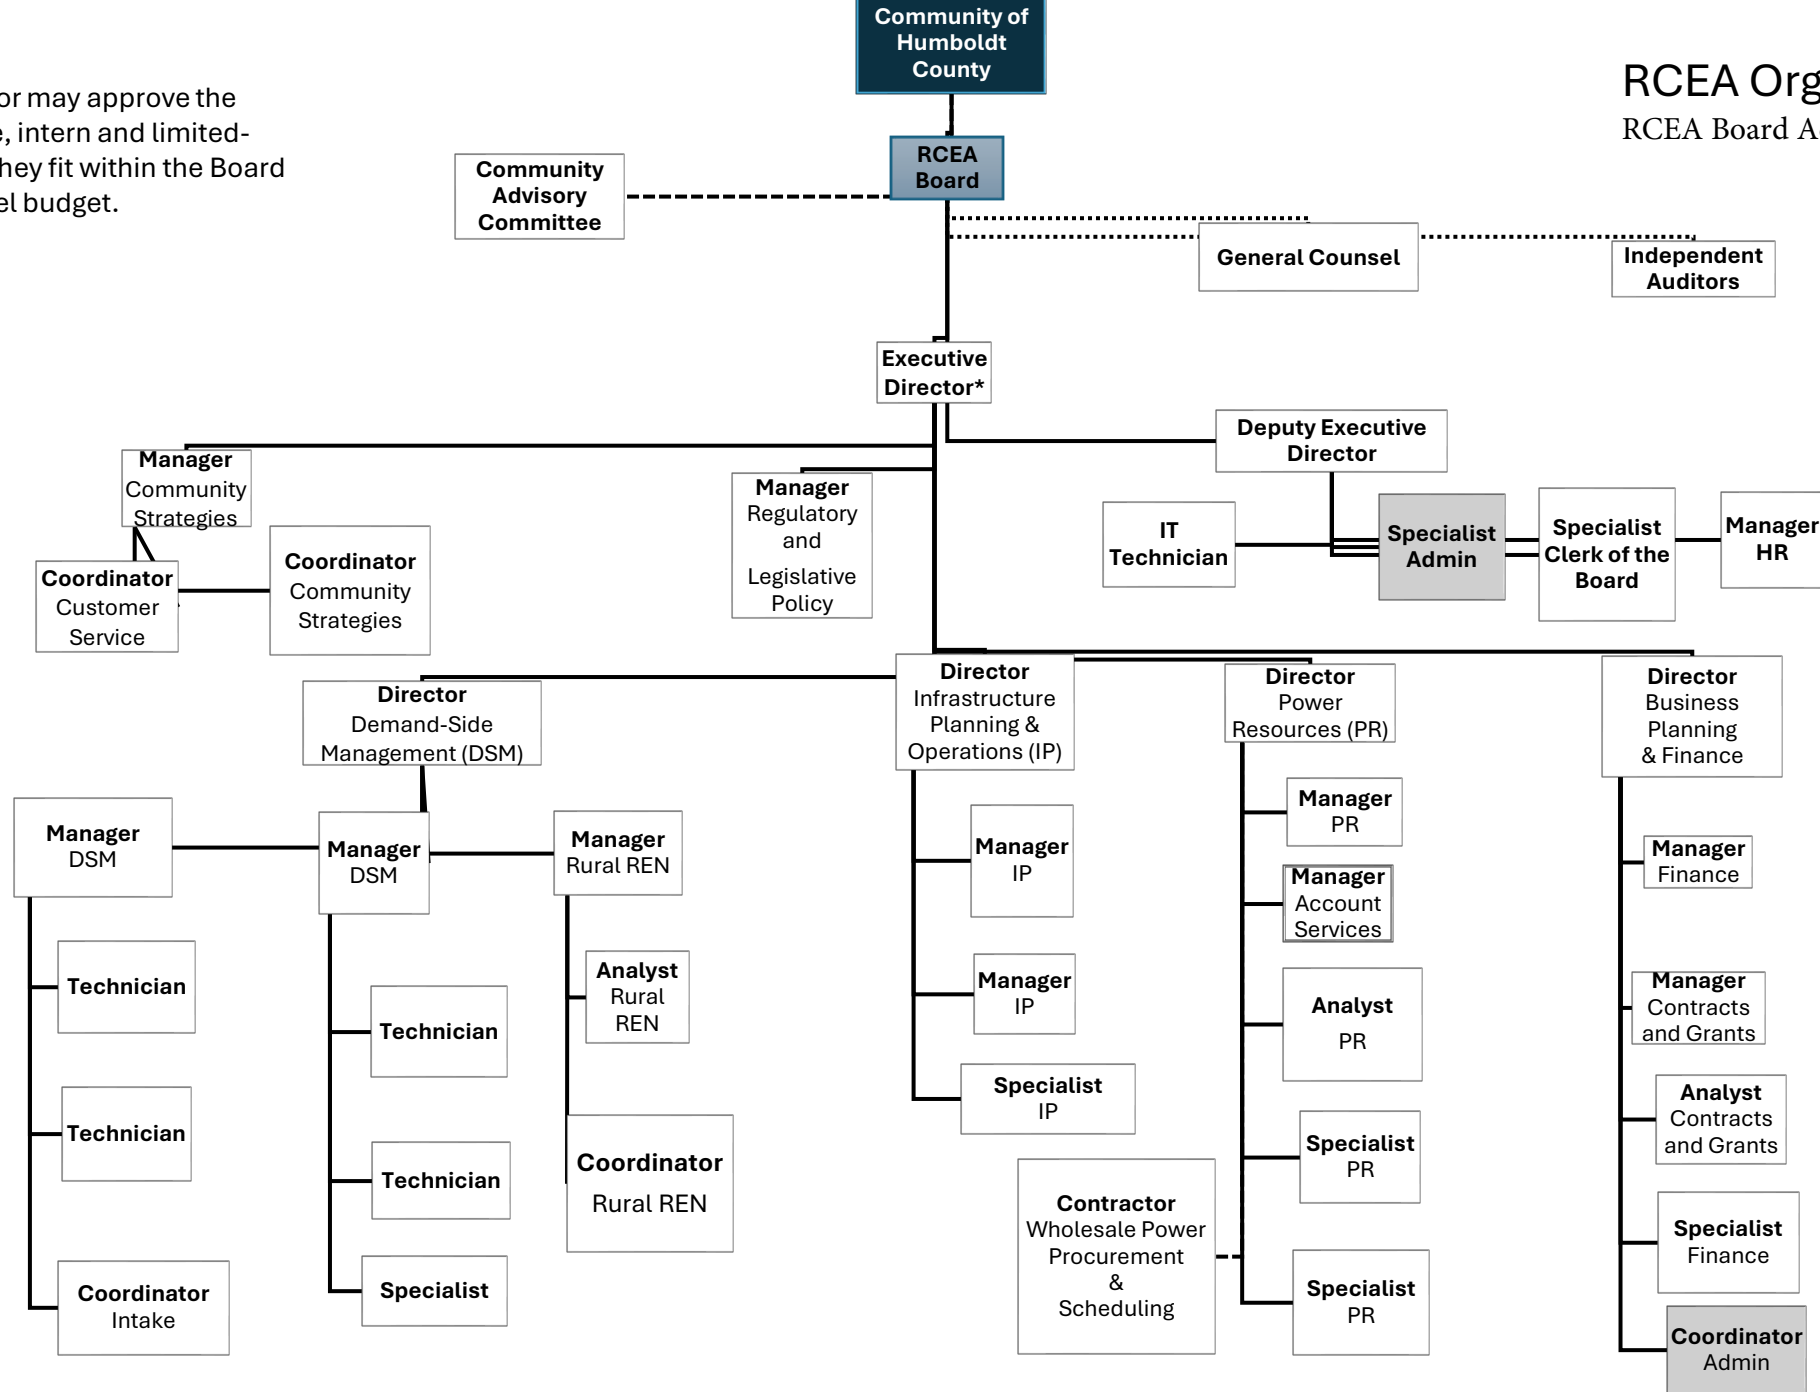 Community of
Humboldt
County
or may approve the
e, intern and limited-
they fit within the Board
el budget.
RCEA Org
RCEA Board A
RCEA
Board
Community
Advisory
Committee
General Counsel
Independent
Auditors
Executive
Director*
Deputy Executive
Director
Manager
Community
Strategies
Manager
Regulatory
and
Legislative
Policy
IT
Technician
Specialist
Admin
Specialist
Clerk of the
Board
Manager
HR
Coordinator
Customer
Service
Coordinator
Community
Strategies
Director
Demand-Side
Management (DSM)
Director
Infrastructure
Planning &
Operations (IP)
Director
Power
Resources (PR)
Director
Business
Planning
& Finance
Manager
DSM
Manager
DSM
Manager
Rural REN
Technician
Technician
Coordinator
Intake
Technician
Technician
Specialist
Analyst
Rural
REN
Coordinator
Rural REN
Manager
IP
Manager
IP
Specialist
IP
Manager
PR
Manager
Account
Services
Analyst
PR
Specialist
PR
Specialist
PR
Contractor
Wholesale Power
Procurement
&
Scheduling
Manager
Finance
Manager
Contracts
and Grants
Analyst
Contracts
and Grants
Specialist
Finance
Coordinator
Admin